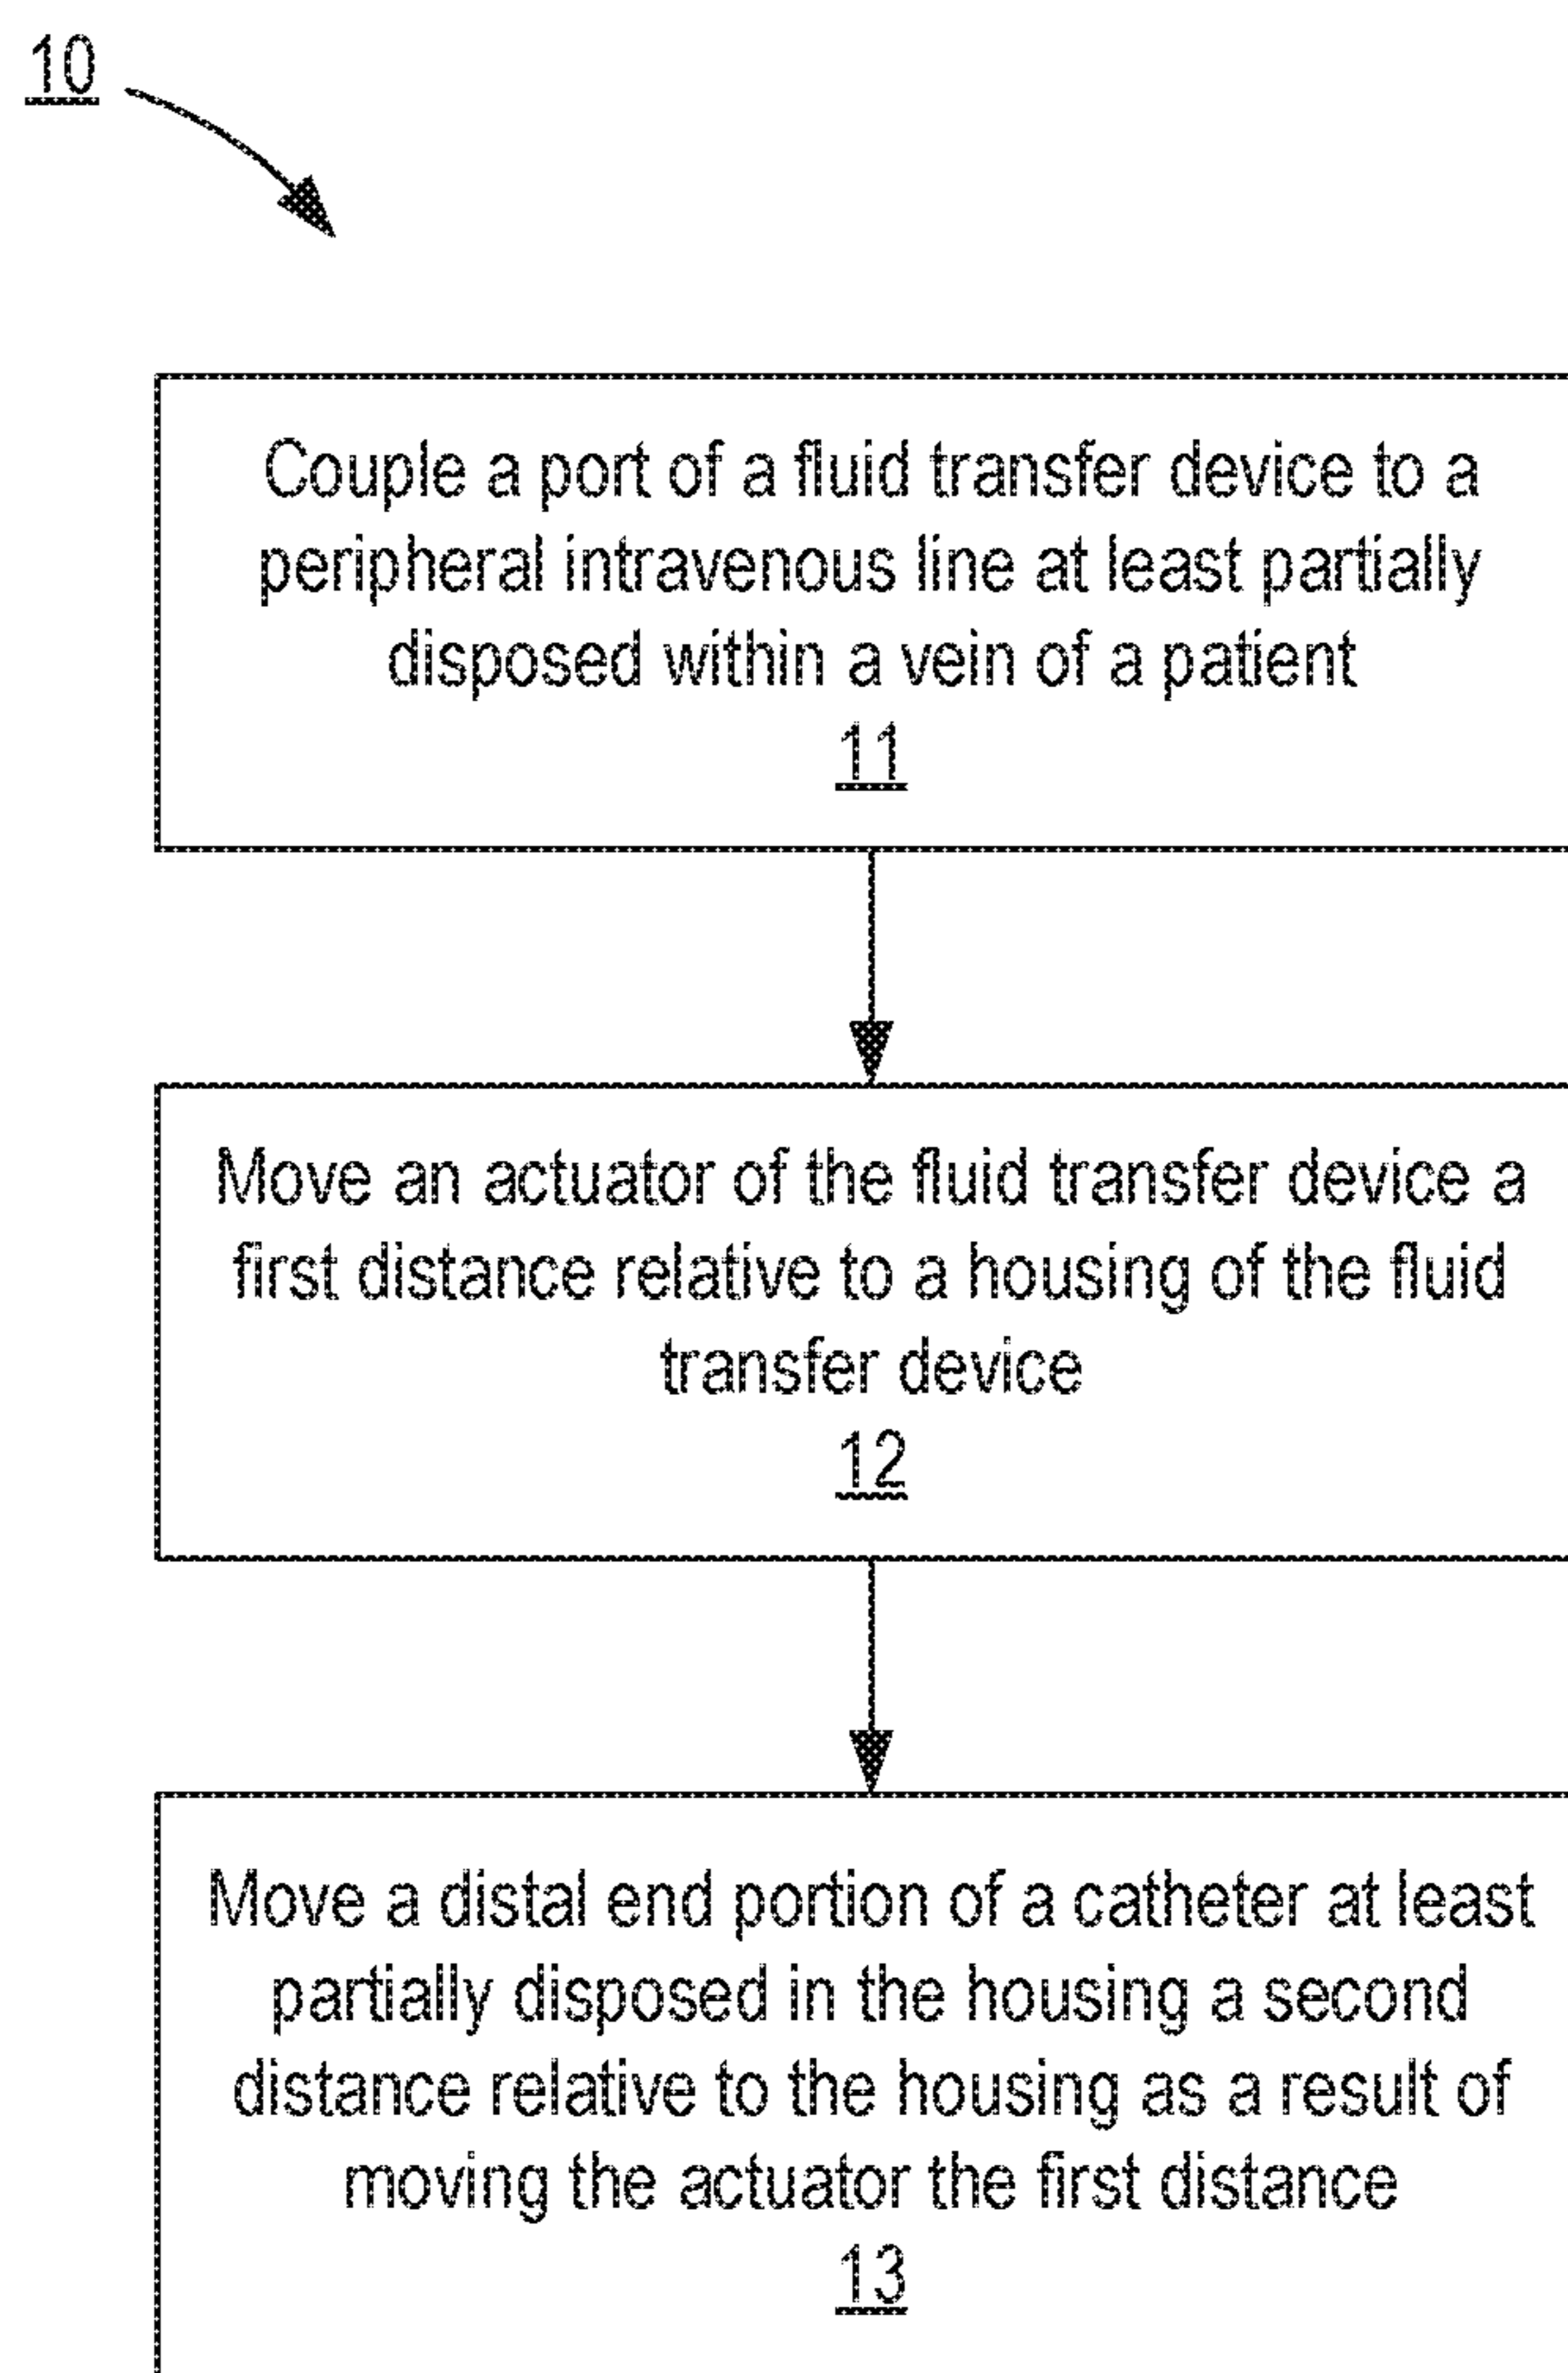 10
Couple a port of a fluid transfer device to a
peripheral intravenous line at least partially
disposed within a vein of a patient
11
Move an actuator of the fluid transfer device a
first distance relative to a housing of the fluid
transfer device
12
Move a distal end portion of a catheter at least
partially disposed in the housing a second
distance relative to the housing as a result of
moving the actuator the first distance
13